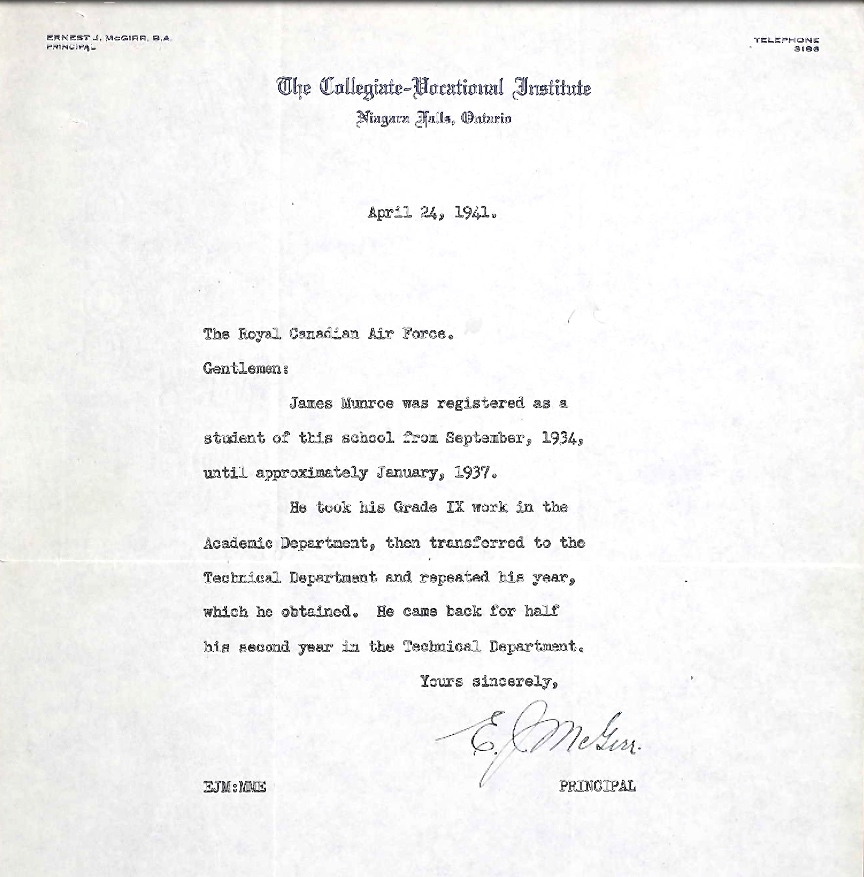 ERNEST J. McGIRR, B.A.
PRINCIPAL
TELEPHONE
3166
The Collegiate-Vocational Institute
Niagara Falls, Ontario
April 24, 1941.
The Royal Canadian Air Force.
Gentlemen:
James Munroe was registered as a
student of this school from September, 1934,
until approximately January, 1937.
He took his Grade IX work in the
Academic Department, then transferred to the
Technical Department and repeated his year,
which he obtained. He came back for half
his second year in the Technical Department.
Yours sincerely,
E. J. McGirr.
EJM:MME
PRINCIPAL